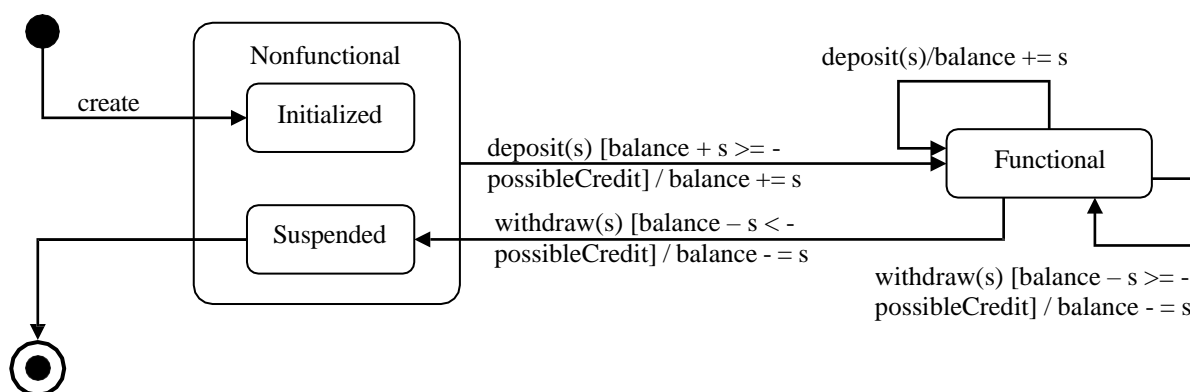 Nonfunctional
deposit(s)/balance += s
create
Initialized
deposit(s) [balance + s >= -
possibleCredit] / balance += s
Functional
Suspended
withdraw(s) [balance – s < -
possibleCredit] / balance - = s
withdraw(s) [balance – s >= -
possibleCredit] / balance - = s